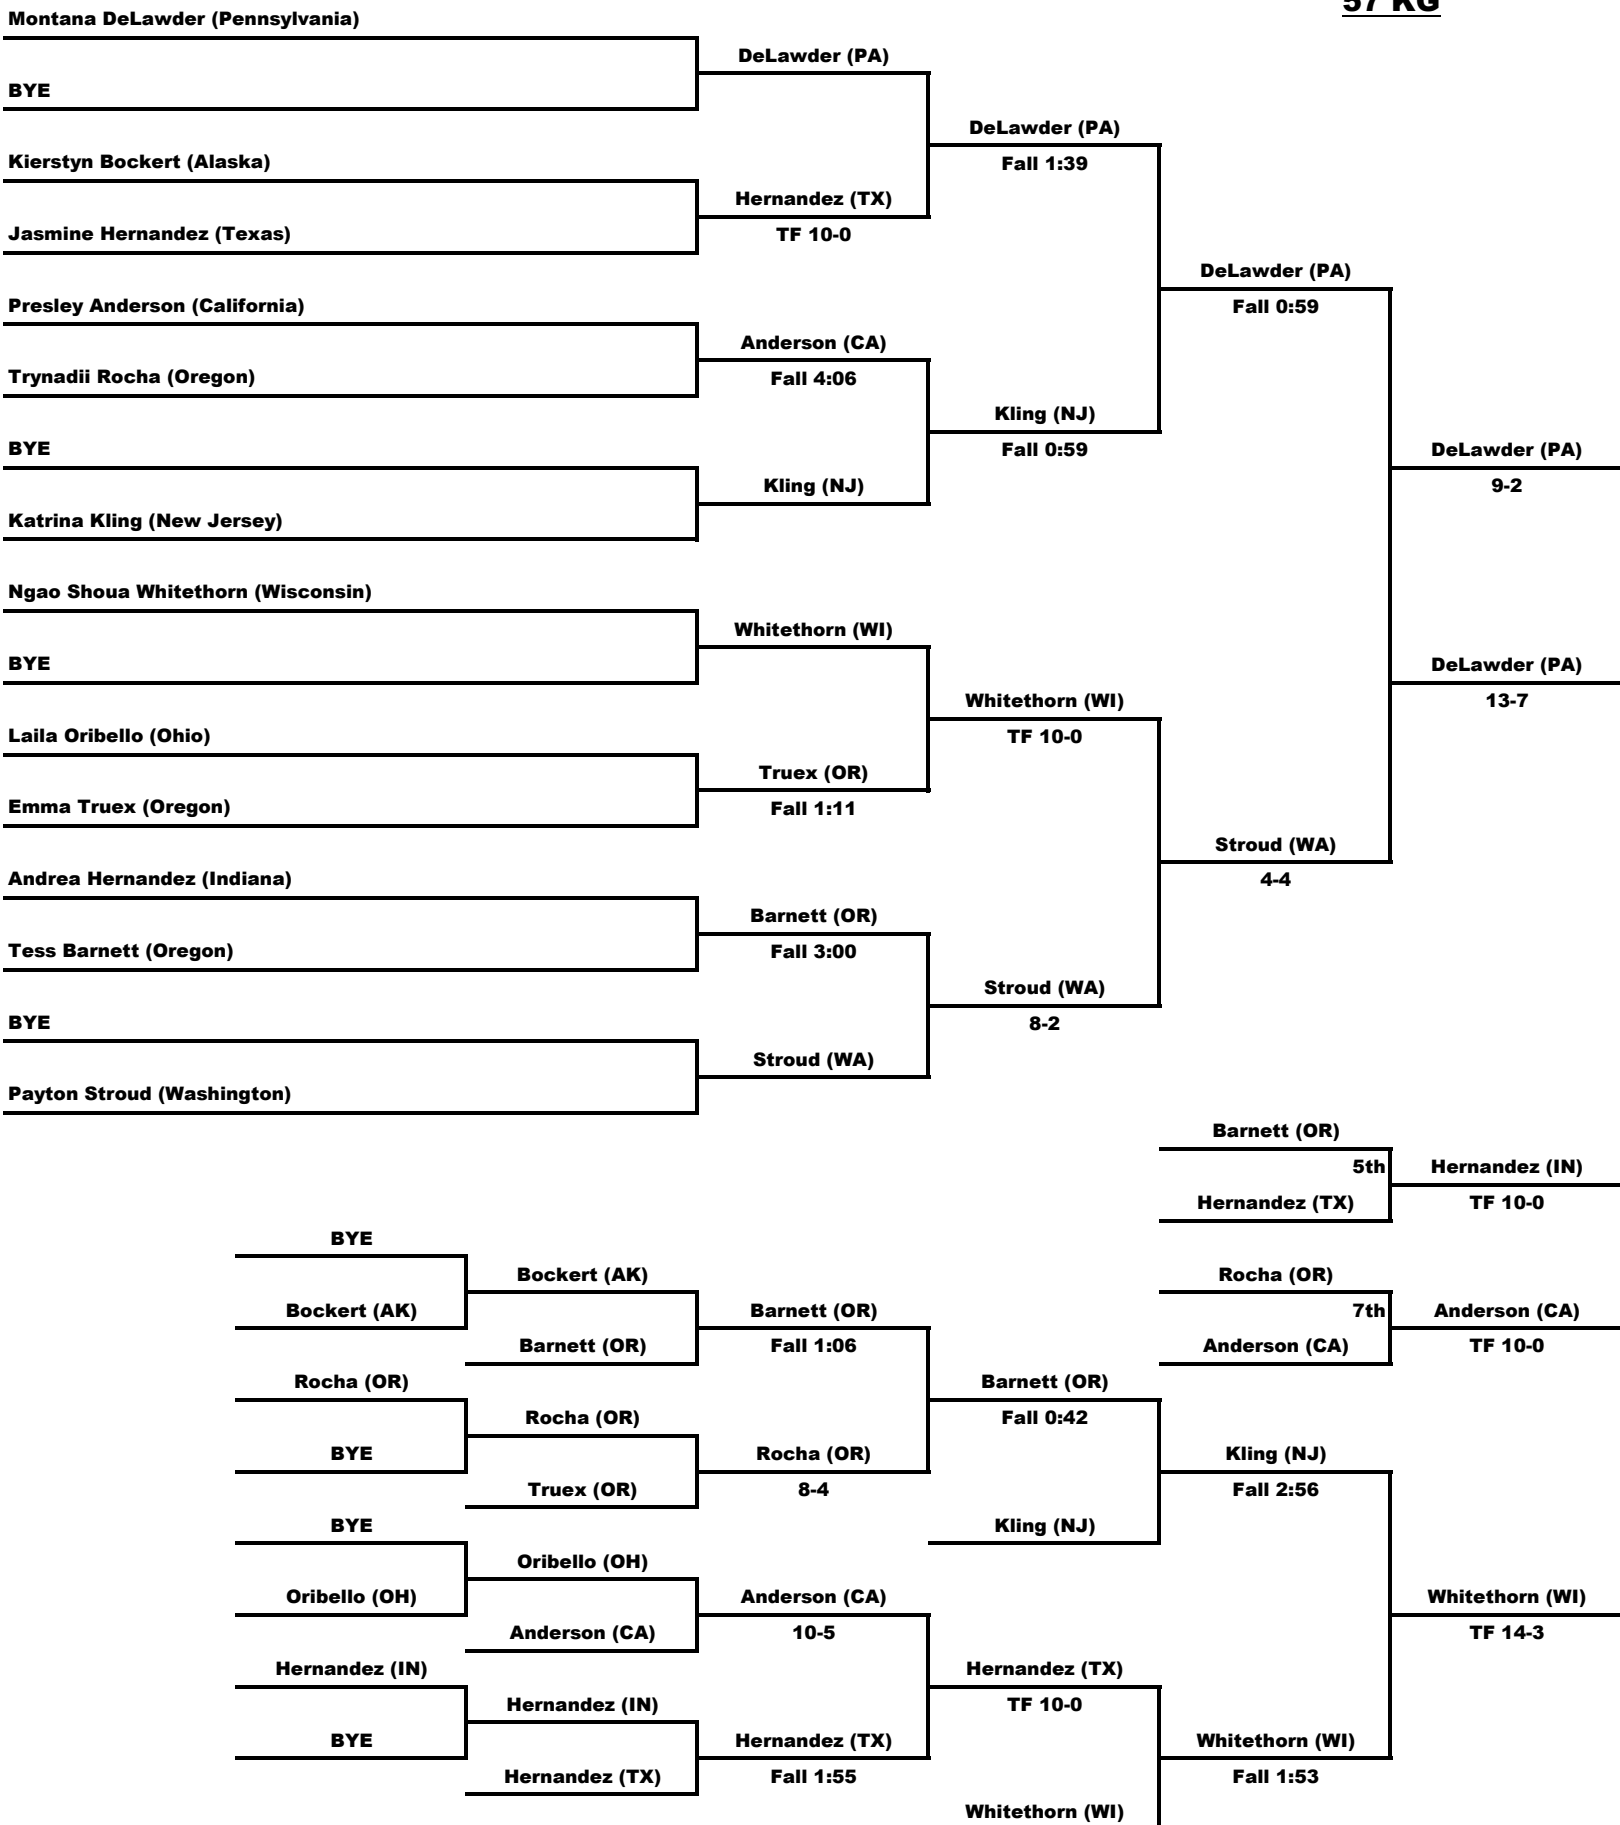 57 KG
Montana DeLawder (Pennsylvania)
DeLawder (PA)
BYE
DeLawder (PA)
Kierstyn Bockert (Alaska)
Fall 1:39
Hernandez (TX)
Jasmine Hernandez (Texas)
TF 10-0
DeLawder (PA)
Presley Anderson (California)
Fall 0:59
Anderson (CA)
Trynadii Rocha (Oregon)
Fall 4:06
Kling (NJ)
BYE
Fall 0:59
DeLawder (PA)
Kling (NJ)
9-2
Katrina Kling (New Jersey)
Ngao Shoua Whitethorn (Wisconsin)
Whitethorn (WI)
BYE
DeLawder (PA)
Whitethorn (WI)
13-7
Laila Oribello (Ohio)
TF 10-0
Truex (OR)
Emma Truex (Oregon)
Fall 1:11
Stroud (WA)
Andrea Hernandez (Indiana)
4-4
Barnett (OR)
Tess Barnett (Oregon)
Fall 3:00
Stroud (WA)
BYE
8-2
Stroud (WA)
Payton Stroud (Washington)
Barnett (OR)
5th
Hernandez (IN)
Hernandez (TX)
TF 10-0
BYE
Bockert (AK)
Rocha (OR)
Bockert (AK)
Barnett (OR)
7th
Anderson (CA)
Barnett (OR)
Fall 1:06
Anderson (CA)
TF 10-0
Rocha (OR)
Barnett (OR)
Rocha (OR)
Fall 0:42
BYE
Rocha (OR)
Kling (NJ)
Truex (OR)
8-4
Fall 2:56
BYE
Kling (NJ)
Oribello (OH)
Oribello (OH)
Anderson (CA)
Whitethorn (WI)
Anderson (CA)
10-5
TF 14-3
Hernandez (IN)
Hernandez (TX)
Hernandez (IN)
TF 10-0
BYE
Hernandez (TX)
Whitethorn (WI)
Hernandez (TX)
Fall 1:55
Fall 1:53
Whitethorn (WI)